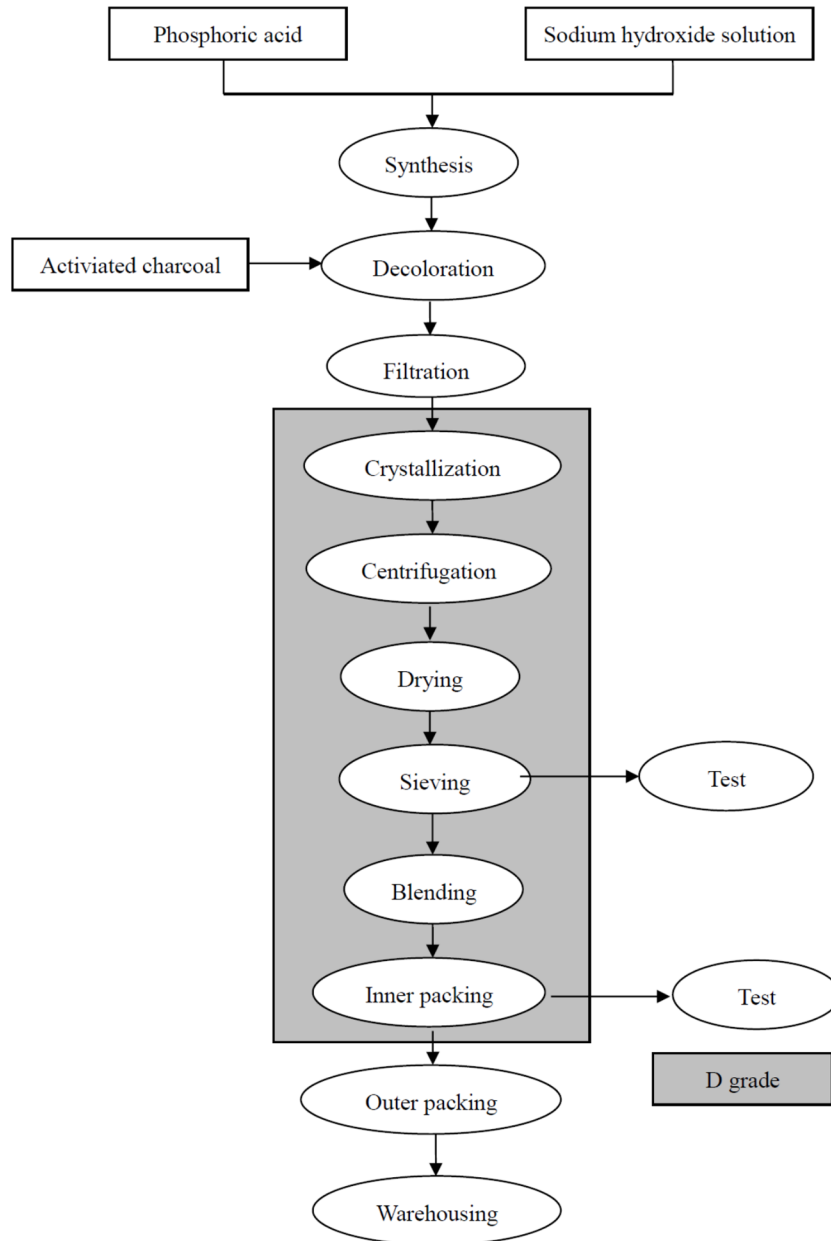 Phosphoric acid
Sodium hydroxide solution
Synthesis
Activiated charcoal
Decoloration
Filtration
Crystallization
Centrifugation
Drying
Sieving
Test
Blending
Inner packing
Test
D grade
Outer packing
Warehousing